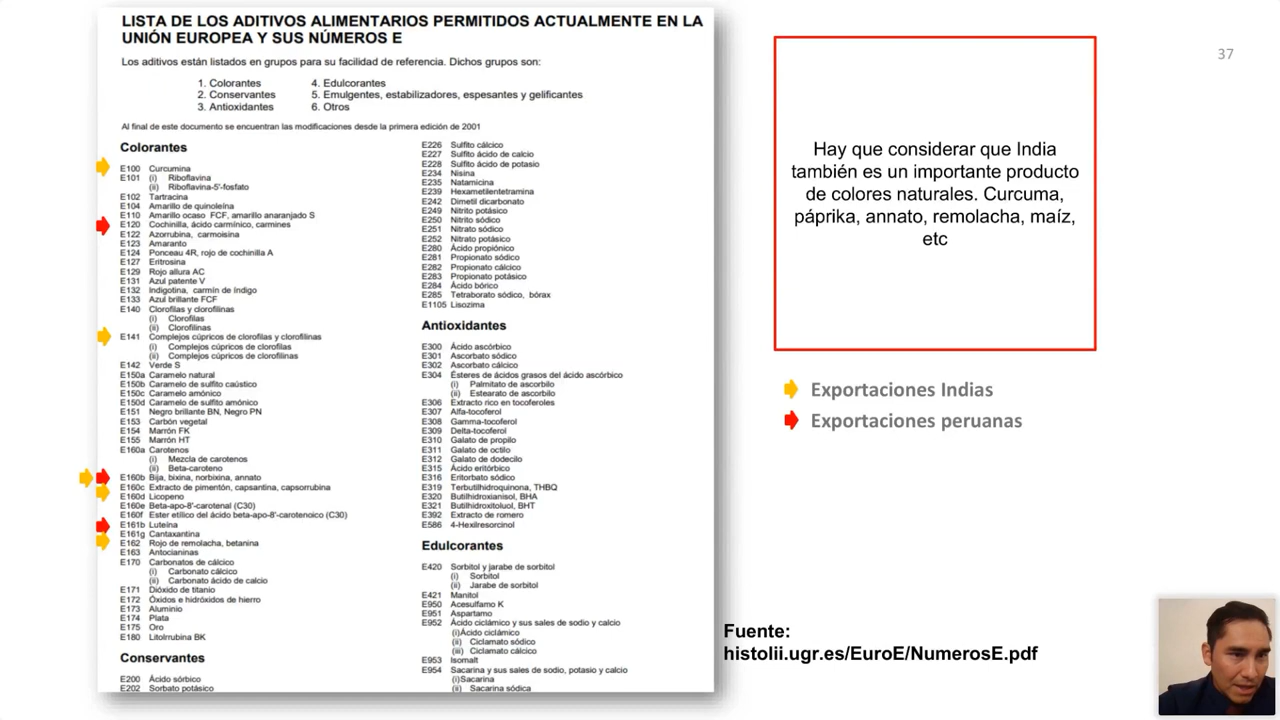 LISTA DE LOS ADITIVOS ALIMENTARIOS PERMITIDOS ACTUALMENTE EN LA
UNIÓN EUROPEA Y SUS NÚMEROS E
Los aditivos están listados en grupos para su facilidad de referencia. Dichos grupos son:
1. Colorantes
2. Conservantes
3. Antioxidantes
4. Edulcorantes
5. Emulgentes, estabilizadores, espesantes y gelificantes
6. Otros
Al final de este documento se encuentran las modificaciones desde la primera edición de 2001
Colorantes
E100 Curcumina
E101 (i) Riboflavina
(ii) Riboflavina-5'-fosfato
E102 Tartracina
E104 Amarillo de quinoleína
E110 Amarillo ocaso FCF, amarillo anaranjado S
E120 Cochinilla, ácido carmínico, carmines
E122 Azorrubina, carmoisina
E123 Amaranto
E124 Ponceau 4R, rojo de cochinilla A
E127 Eritrosina
E129 Rojo allura AC
E131 Azul patente V
E132 Indigotina, carmín de índigo
E133 Azul brillante FCF
E140 Clorofilas y clorofilinas
(i) Clorofilas
(ii) Clorofilinas
E141 Complejos cúpricos de clorofilas y clorofilinas
(i) Complejos cúpricos de clorofilas
(ii) Complejos cúpricos de clorofilinas
E142 Verde S
E150a Caramelo natural
E150b Caramelo de sulfito caústico
E150c Caramelo amónico
E150d Caramelo de sulfito amónico
E151 Negro brillante BN, Negro PN
E153 Carbón vegetal
E154 Marrón FK
E155 Marrón HT
E160a Carotenos
(i) Mezcla de carotenos
(ii) Beta-caroteno
E160b Bija, bixina, norbixina, annato
E160c Extracto de pimentón, capsantina, capsorrubina
E160d Licopeno
E160e Beta-apo-8'-carotenal (C30)
E160f Ester etílico del ácido beta-apo-8'-carotenoico (C30)
E161b Luteína
E161g Cantaxantina
E162 Rojo de remolacha, betanina
E163 Antocianinas
E170 Carbonatos de cálcico
(i) Carbonato cálcico
(ii) Carbonato ácido de calcio
E171 Dióxido de titanio
E172 Óxidos e hidróxidos de hierro
E173 Aluminio
E174 Plata
E175 Oro
E180 Litolrrubina BK
Conservantes
E200 Ácido sórbico
E202 Sorbato potásico
E226 Sulfito cálcico
E227 Sulfito ácido de calcio
E228 Sulfito ácido de potasio
E234 Nisina
E235 Natamicina
E239 Hexametilentetramina
E242 Dimetil dicarbonato
E249 Nitrito potásico
E250 Nitrito sódico
E251 Nitrato sódico
E252 Nitrato potásico
E280 Ácido propiónico
E281 Propionato sódico
E282 Propionato cálcico
E283 Propionato potásico
E284 Ácido bórico
E285 Tetraborato sódico, bórax
E1105 Lisozima
Antioxidantes
E300 Ácido ascórbico
E301 Ascorbato sódico
E302 Ascorbato cálcico
E304 Ésteres de ácidos grasos del ácido ascórbico
(i) Palmitato de ascorbilo
(ii) Estearato de ascorbilo
E306 Extracto rico en tocoferoles
E307 Alfa-tocoferol
E308 Gamma-tocoferol
E309 Delta-tocoferol
E310 Galato de propilo
E311 Galato de octilo
E312 Galato de dodecilo
E315 Ácido eritórbico
E316 Eritorbato sódico
E319 Terbutilhidroquinona, THBQ
E320 Butilhidroxianisol, BHA
E321 Butilhidroxitoluol, BHT
E392 Extracto de romero
E586 4-Hexilresorcinol
Edulcorantes
E420 Sorbitol y jarabe de sorbitol
(i) Sorbitol
(ii) Jarabe de sorbitol
E421 Manitol
E950 Acesulfamo K
E951 Aspartamo
E952 Ácido ciclámico y sus sales de sodio y calcio
(i)Ácido ciclámico
(ii) Ciclamato sódico
(iii) Ciclamato cálcico
E953 Isomalt
E954 Sacarina y sus sales de sodio, potasio y calcio
(i)Sacarina
(ii) Sacarina sódica
37
Hay que considerar que India
también es un importante producto
de colores naturales. Curcuma,
páprika, annato, remolacha, maíz,
etc
Exportaciones Indias
Exportaciones peruanas
Fuente:
histolii.ugr.es/EuroE/NumerosE.pdf